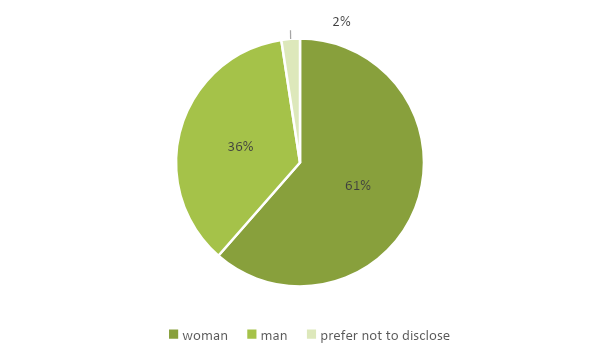 2%
36%
61%
woman man prefer not to disclose